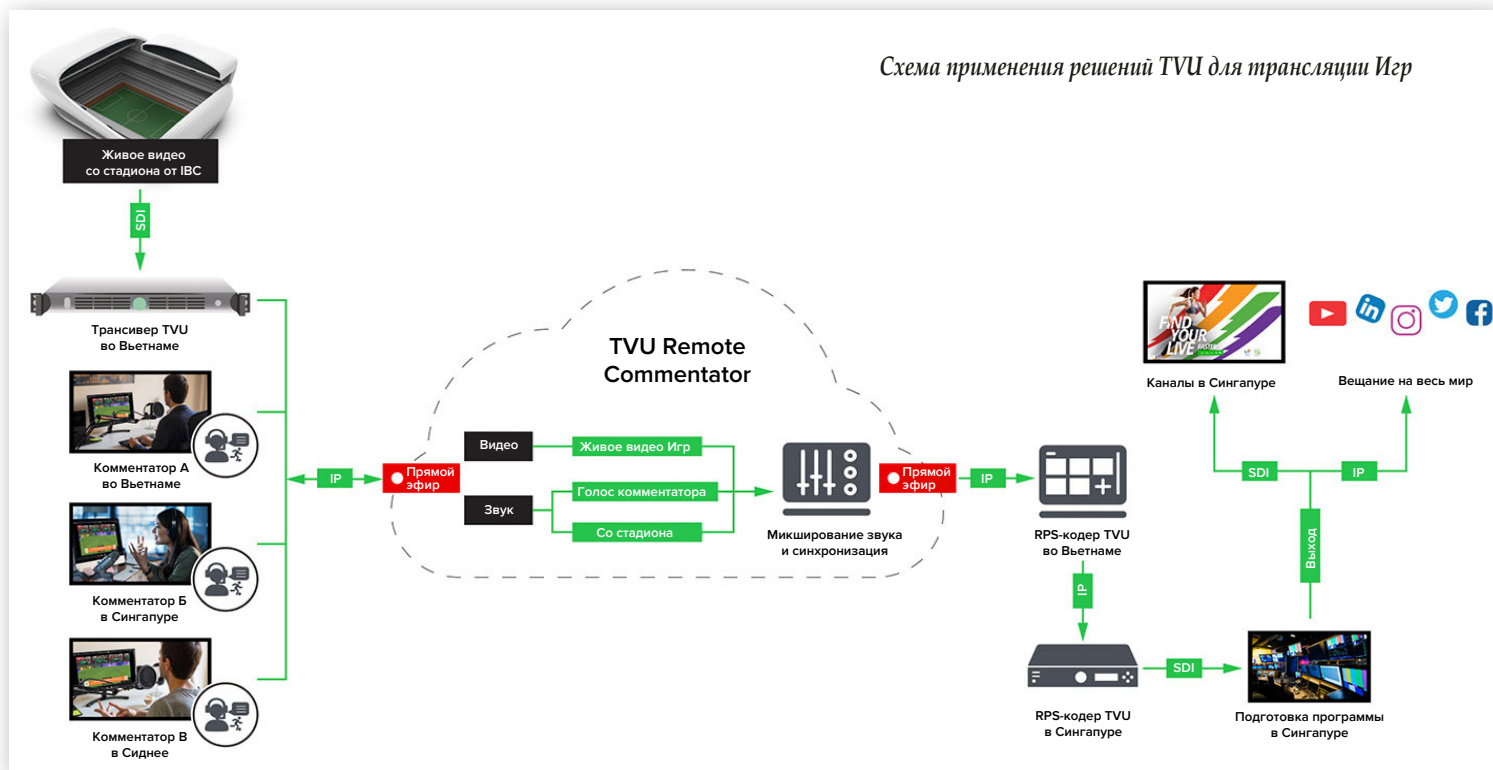 Схема применения решений TVU для трансляции Игр
Живое видео
со стадиона от IBC
SDI
Трансивер TVU
во Вьетнаме
Комментатор А
во Вьетнаме
Комментатор Б
в Сингапуре
Комментатор В
в Сиднее
IP
Прямой
эфир
TVU Remote
Commentator
Видео
Живое видео Игр
Звук
Голос комментатора
Со стадиона
Микширование звука
и синхронизация
Прямой
эфир
IP
RPS-кодер TVU
во Вьетнаме
IP
RPS-кодер TVU
в Сингапуре
SDI
Подготовка программы
в Сингапуре
Выход
SDI
IP
FIND
YOUR
LIVE
Каналы в Сингапуре
in
Вещание на весь мир